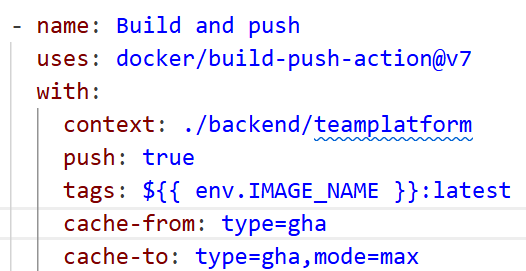 - name: Build and push
uses: docker/build-push-action@v7
with:
context: ./backend/teamplatform
push: true
tags: ${{ env.IMAGE_NAME }}:latest
cache-from: type=gha
cache-to: type=gha,mode=max